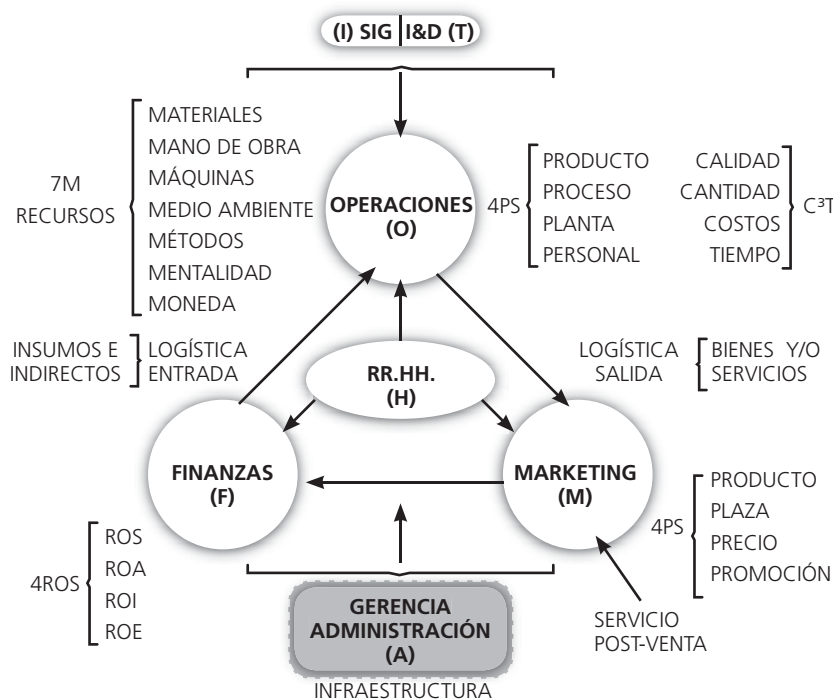 (I) SIG I&D (T)
7M
RECURSOS
MATERIALES
MANO DE OBRA
MÁQUINAS
MEDIO AMBIENTE
MÉTODOS
MENTALIDAD
MONEDA
OPERACIONES
(O)
4PS
PRODUCTO
PROCESO
PLANTA
PERSONAL
CALIDAD
CANTIDAD
COSTOS
TIEMPO
C³T
INSUMOS E
INDIRECTOS
LOGÍSTICA
ENTRADA
RR.HH.
(H)
LOGÍSTICA
SALIDA
BIENES Y/O
SERVICIOS
FINANZAS
(F)
MARKETING
(M)
4PS
PRODUCTO
PLAZA
PRECIO
PROMOCIÓN
4ROS
ROS
ROA
ROI
ROE
GERENCIA
ADMINISTRACIÓN
(A)
INFRAESTRUCTURA
SERVICIO
POST-VENTA